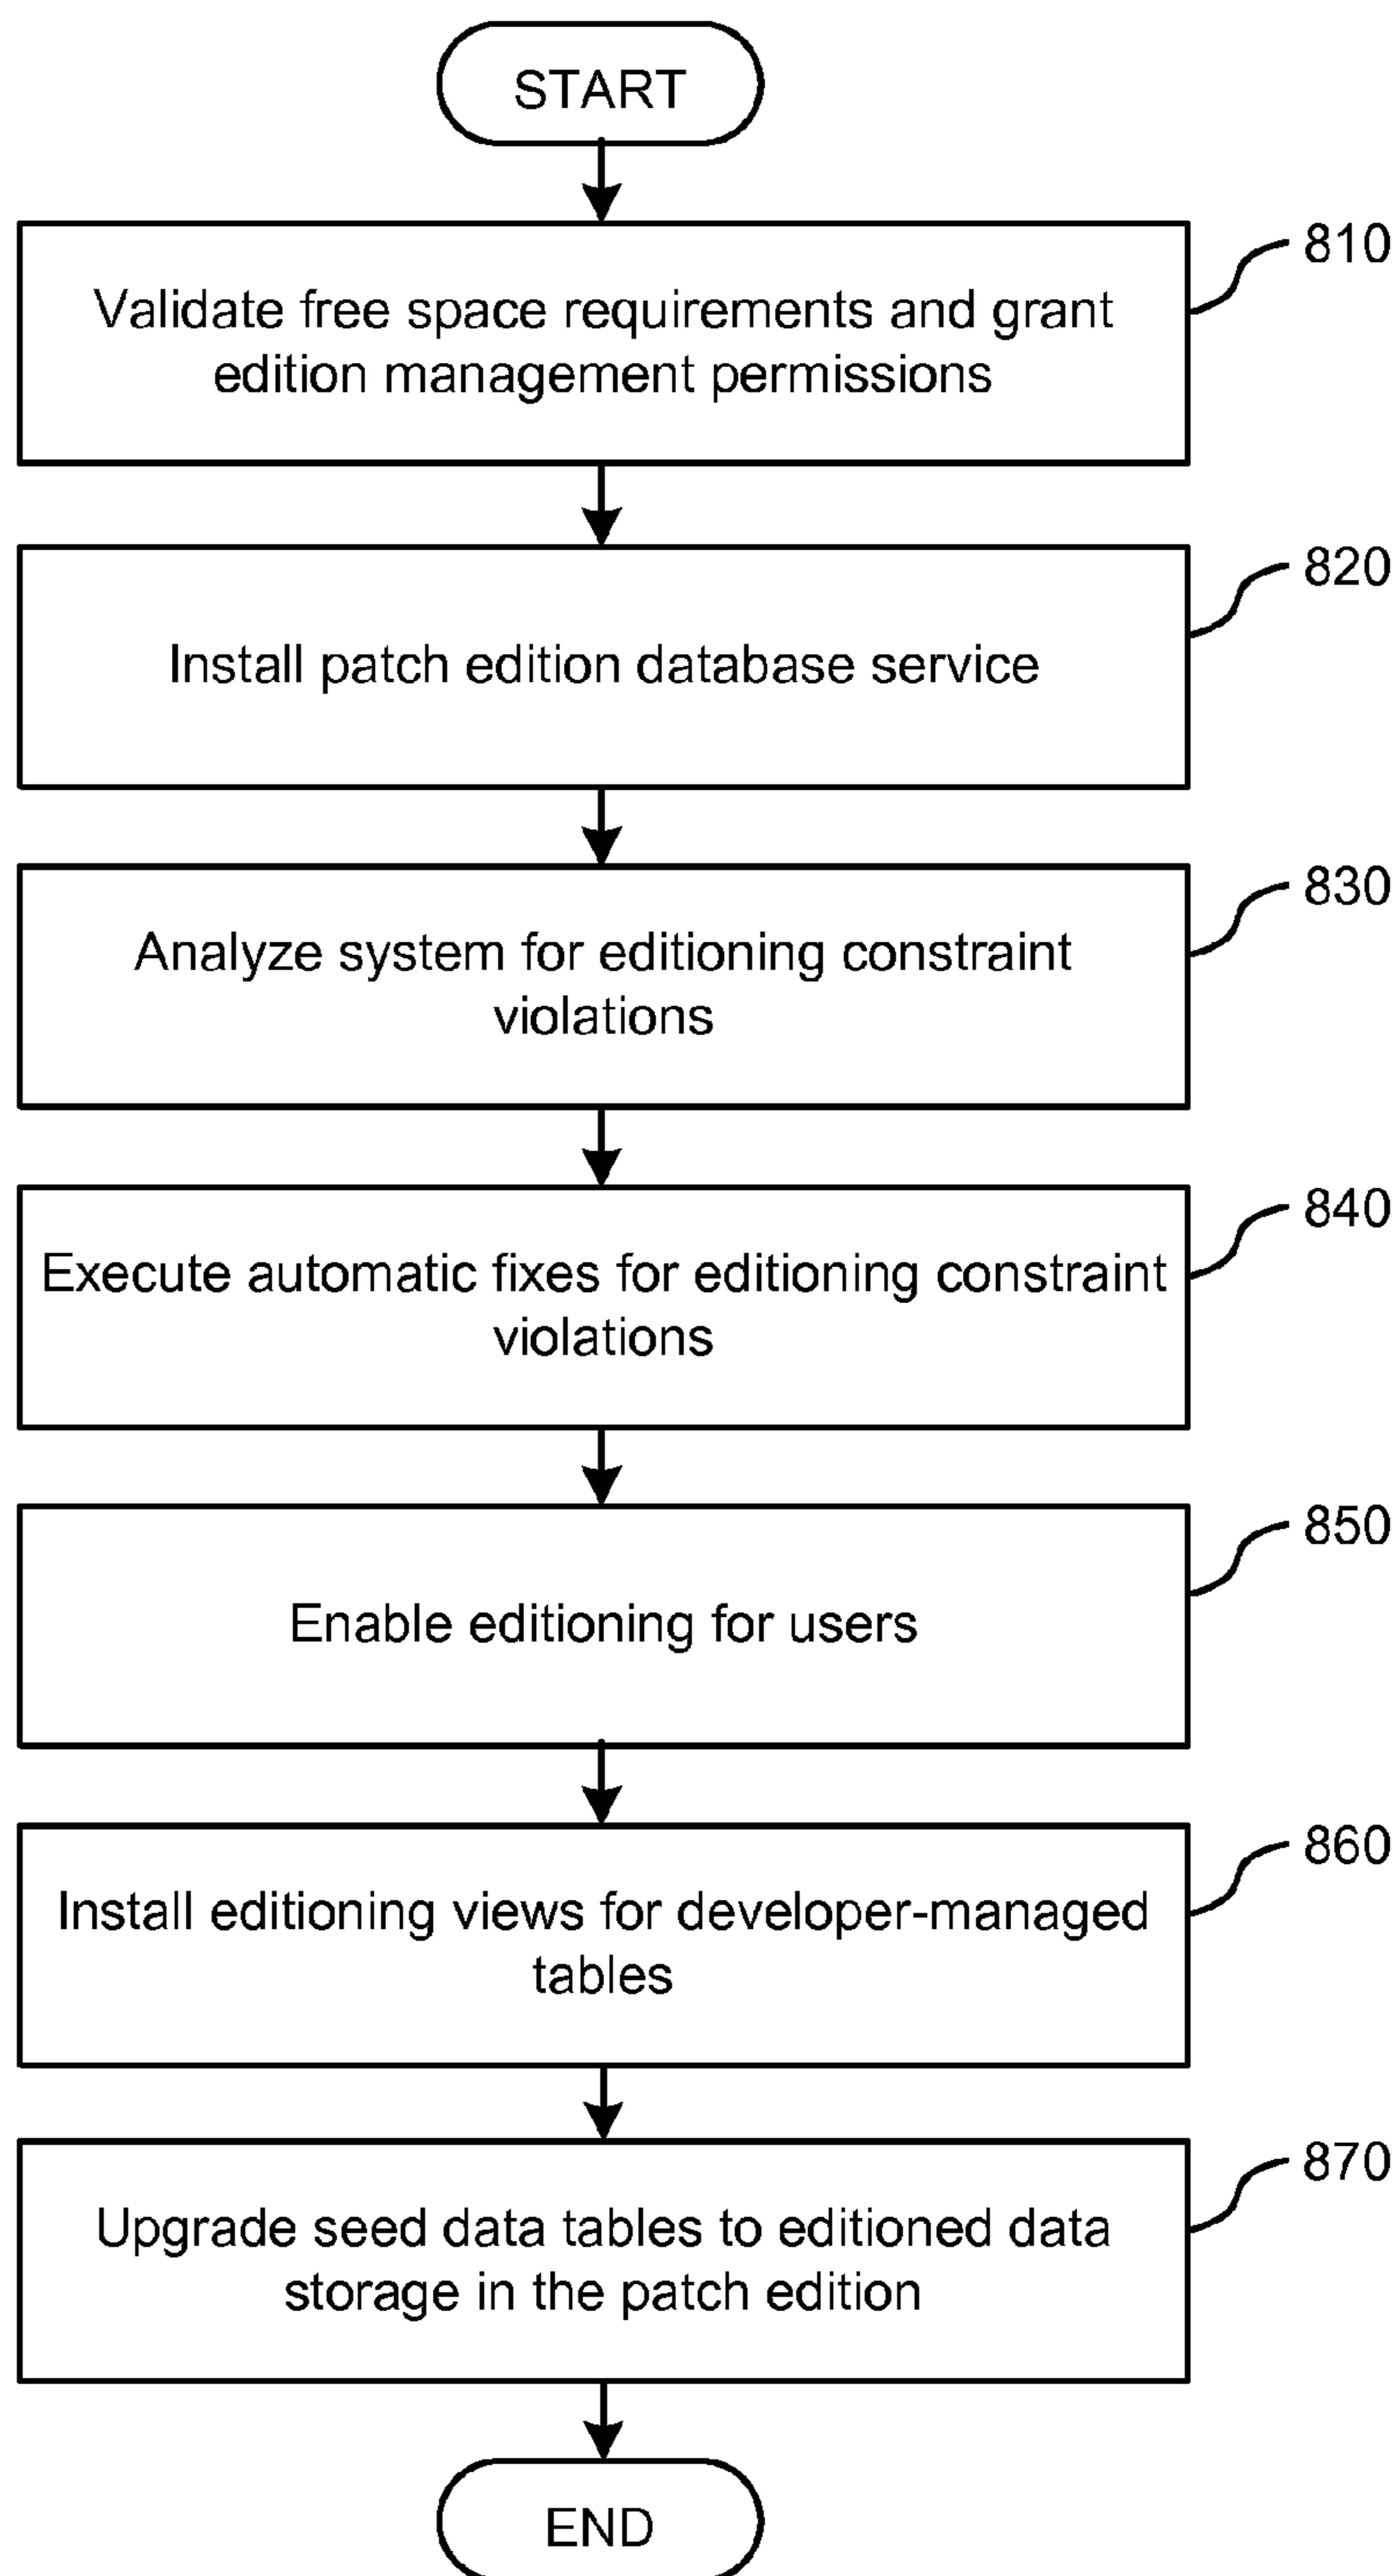 START
810
Validate free space requirements and grant
edition management permissions
820
Install patch edition database service
830
Analyze system for editioning constraint
violations
840
Execute automatic fixes for editioning constraint
violations
850
Enable editioning for users
860
Install editioning views for developer-managed
tables
870
Upgrade seed data tables to editioned data
storage in the patch edition
END